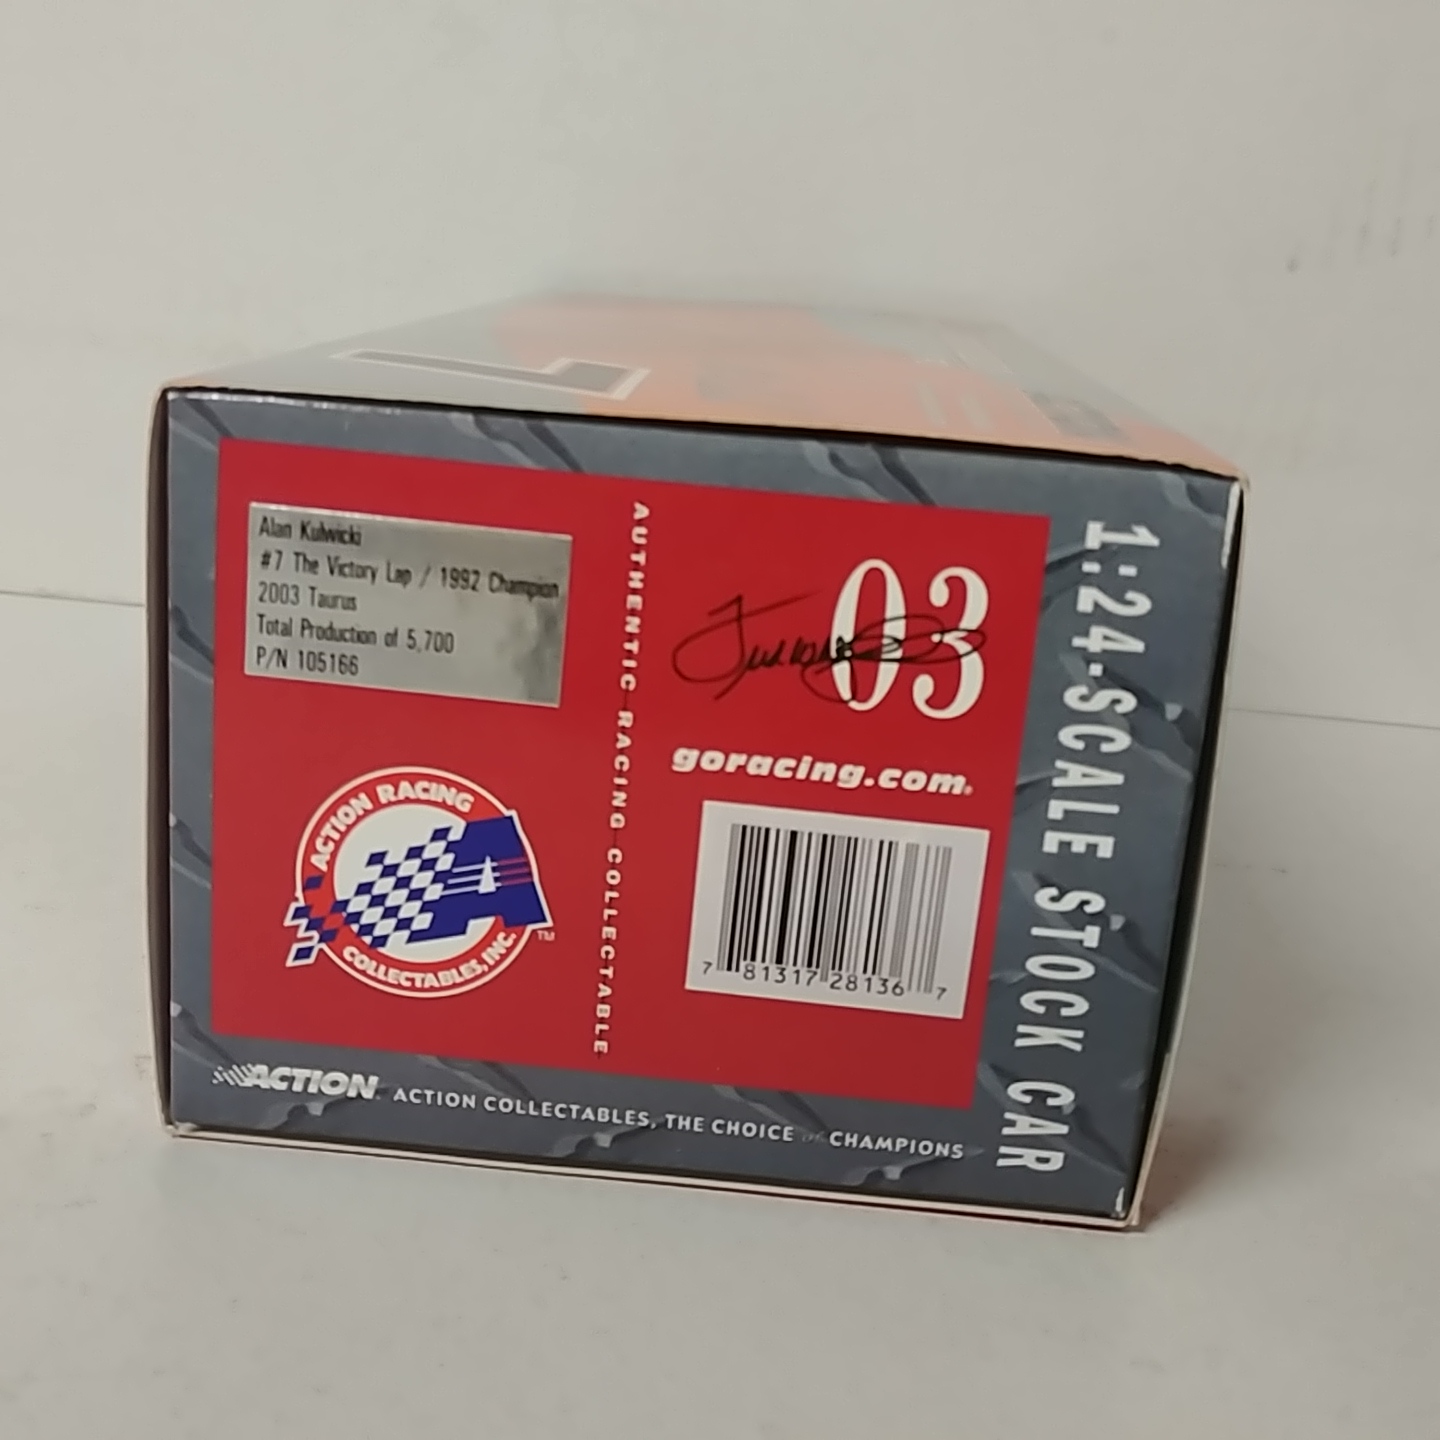 Alan Kulwicki
#7 The Victory Lap / 1992 Champion
2003 Taurus
Total Production of 5,700
P/N 105166
ACTION RACING
COLLECTABLES, INC.
TM
AUTHENTIC RACING COLLECTABLE
03
goracing.com
7 81317 28136 7
1:24-SCALE STOCK CAR
ACTION
ACTION COLLECTABLES, THE CHOICE OF CHAMPIONS
7